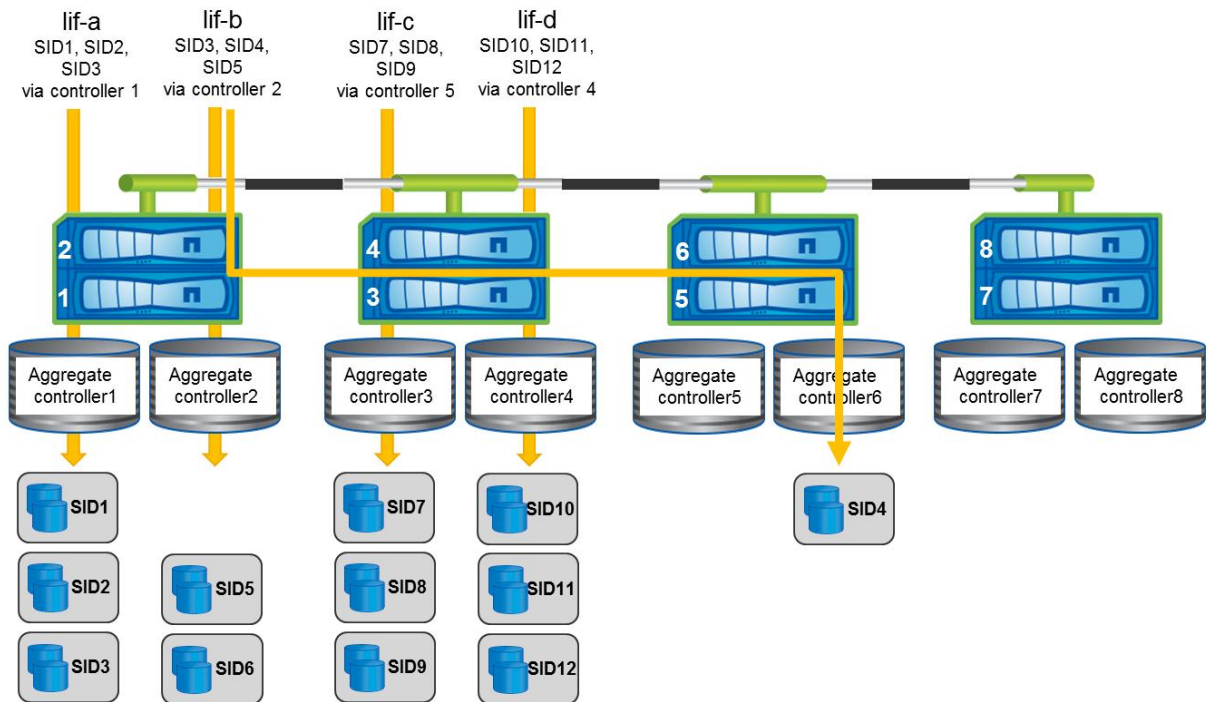 lif-a
SID1, SID2,
SID3
via controller 1
lif-b
SID3, SID4,
SID5
via controller 2
lif-c
SID7, SID8,
SID9
via controller 5
lif-d
SID10, SID11,
SID12
via controller 4
2
1
4
3
6
5
8
7
Aggregate
controller1
Aggregate
controller2
Aggregate
controller3
Aggregate
controller4
Aggregate
controller5
Aggregate
controller6
Aggregate
controller7
Aggregate
controller8
SID1
SID7
SID10
SID4
SID2
SID5
SID8
SID11
SID3
SID6
SID9
SID12